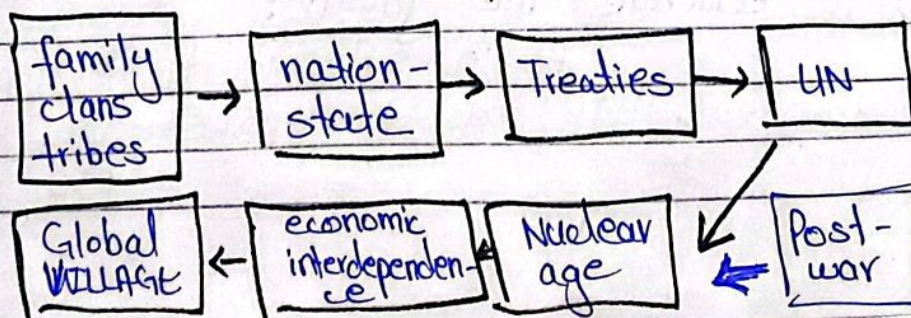 family
clans
tribes
nation-
state
Treaties
UN
Global
VILLAGE
economic
interdependen-
ce
Nuclear
age
Post-
war